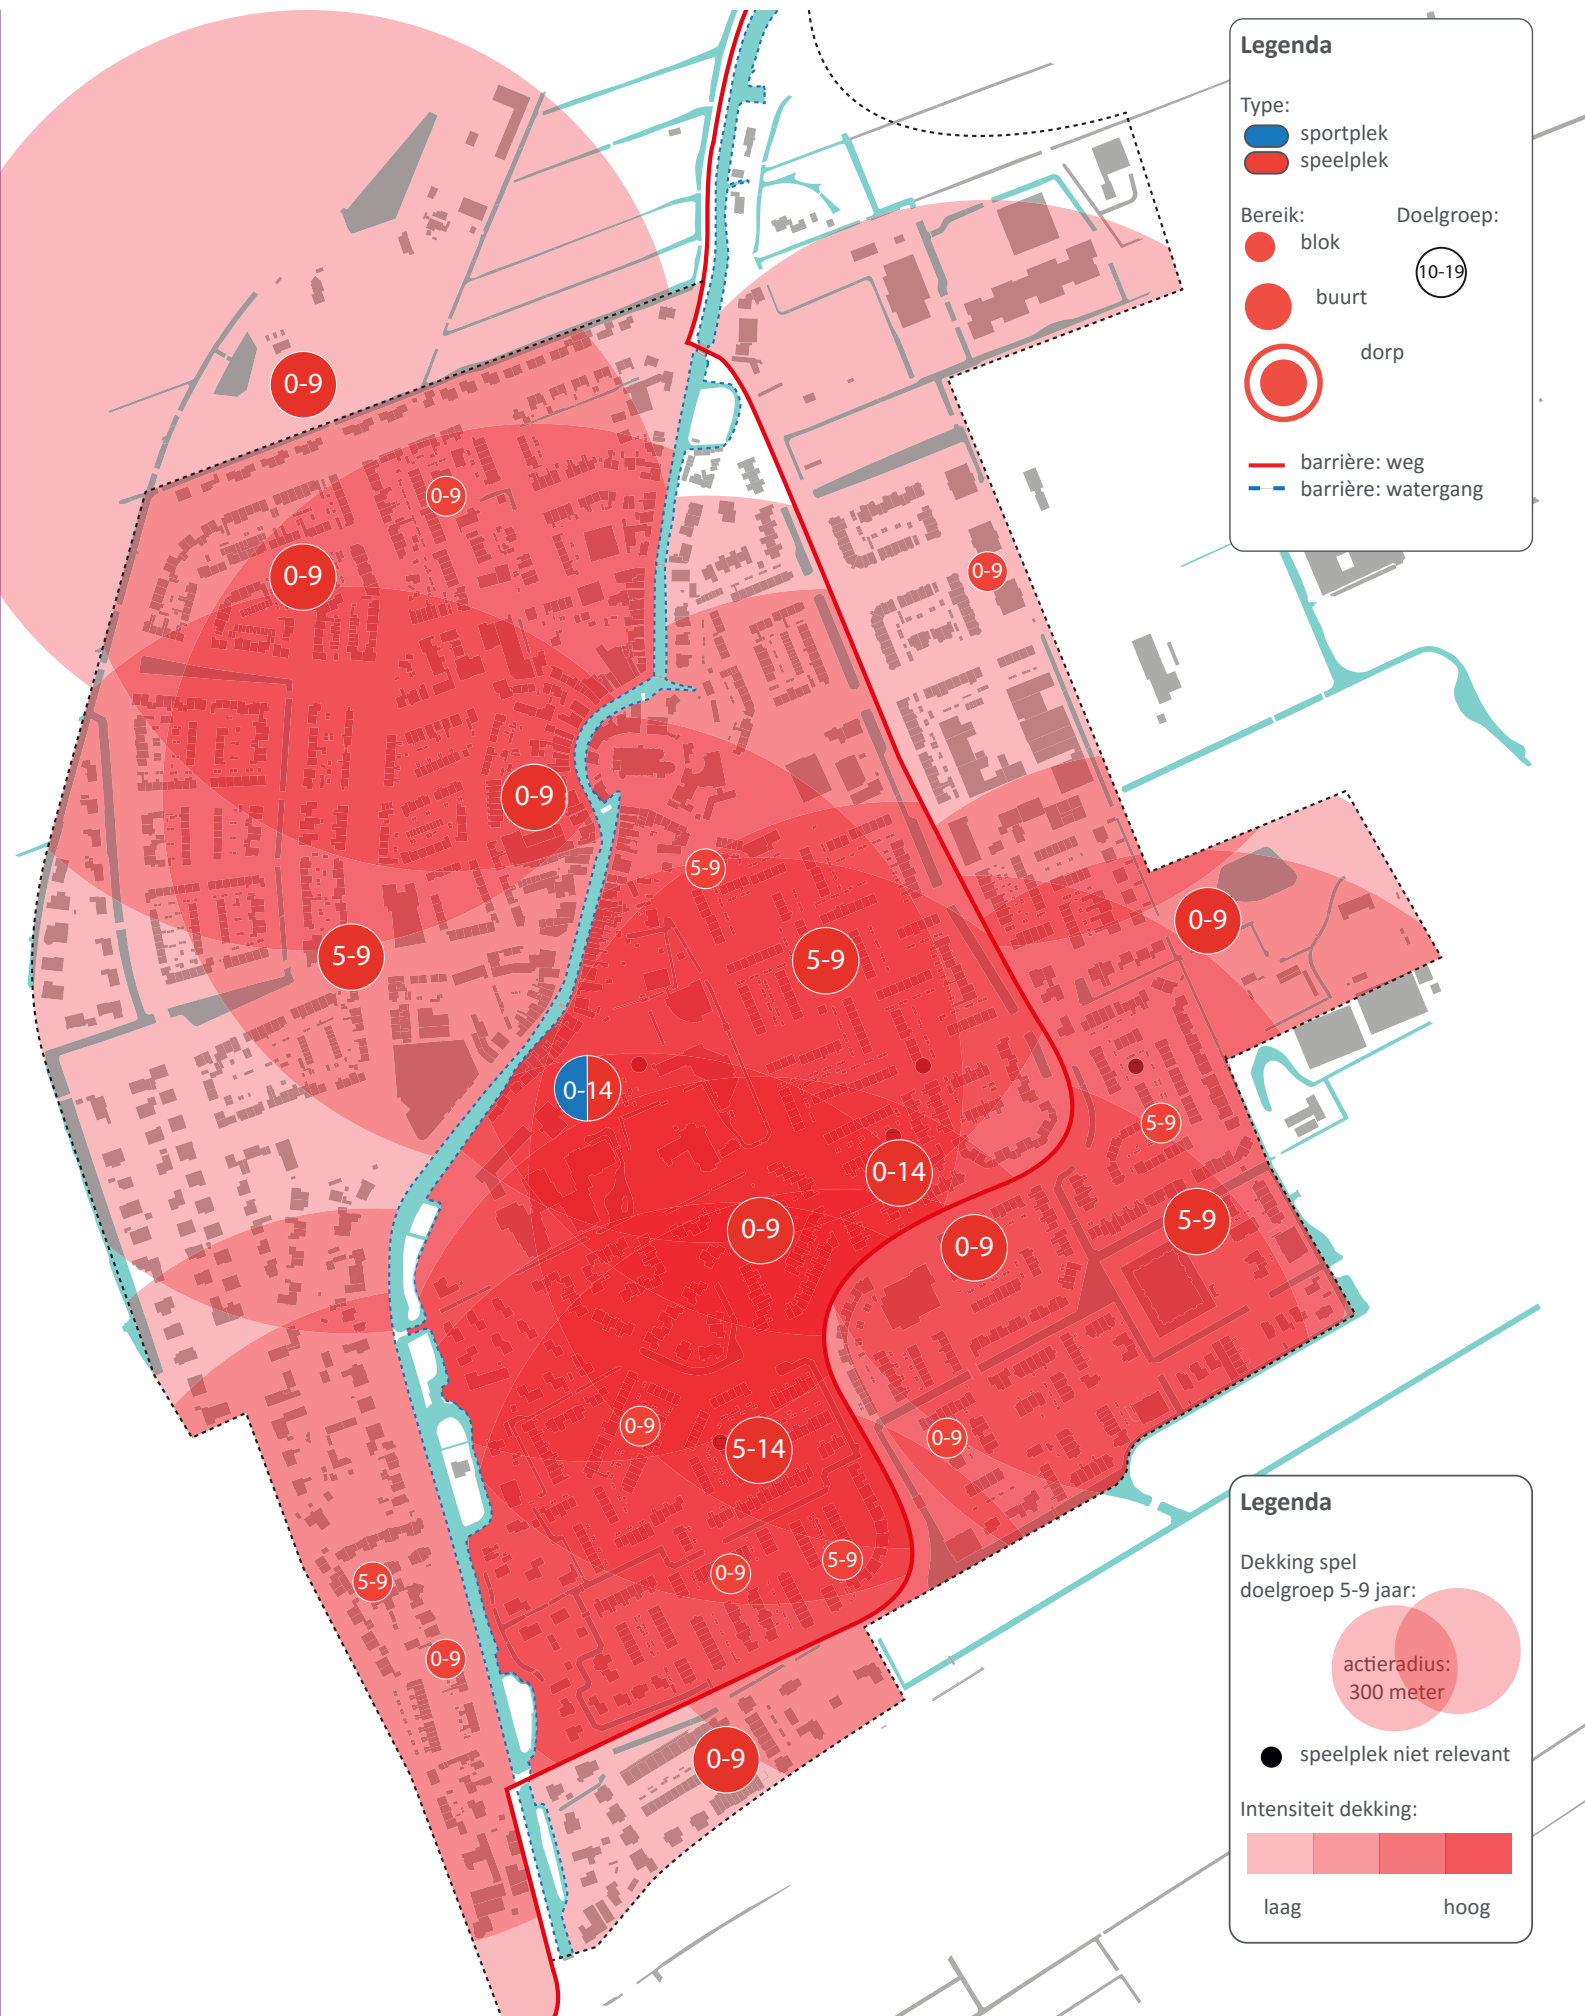 Legenda
Type:
sportplek
speelplek
Bereik:
Doelgroep:
blok
10-19
buurt
dorp
barrière: weg
barrière: watergang
0-9
0-9
0-9
0-9
0-9
5-9
0-9
5-9
5-9
0-14
5-9
0-14
5-9
0-9
0-9
0-9
0-9
5-14
5-9
0-9
5-9
0-9
0-9
Legenda
Dekking spel
doelgroep 5-9 jaar:
actieradius:
300 meter
speelplek niet relevant
Intensiteit dekking:
laag
hoog